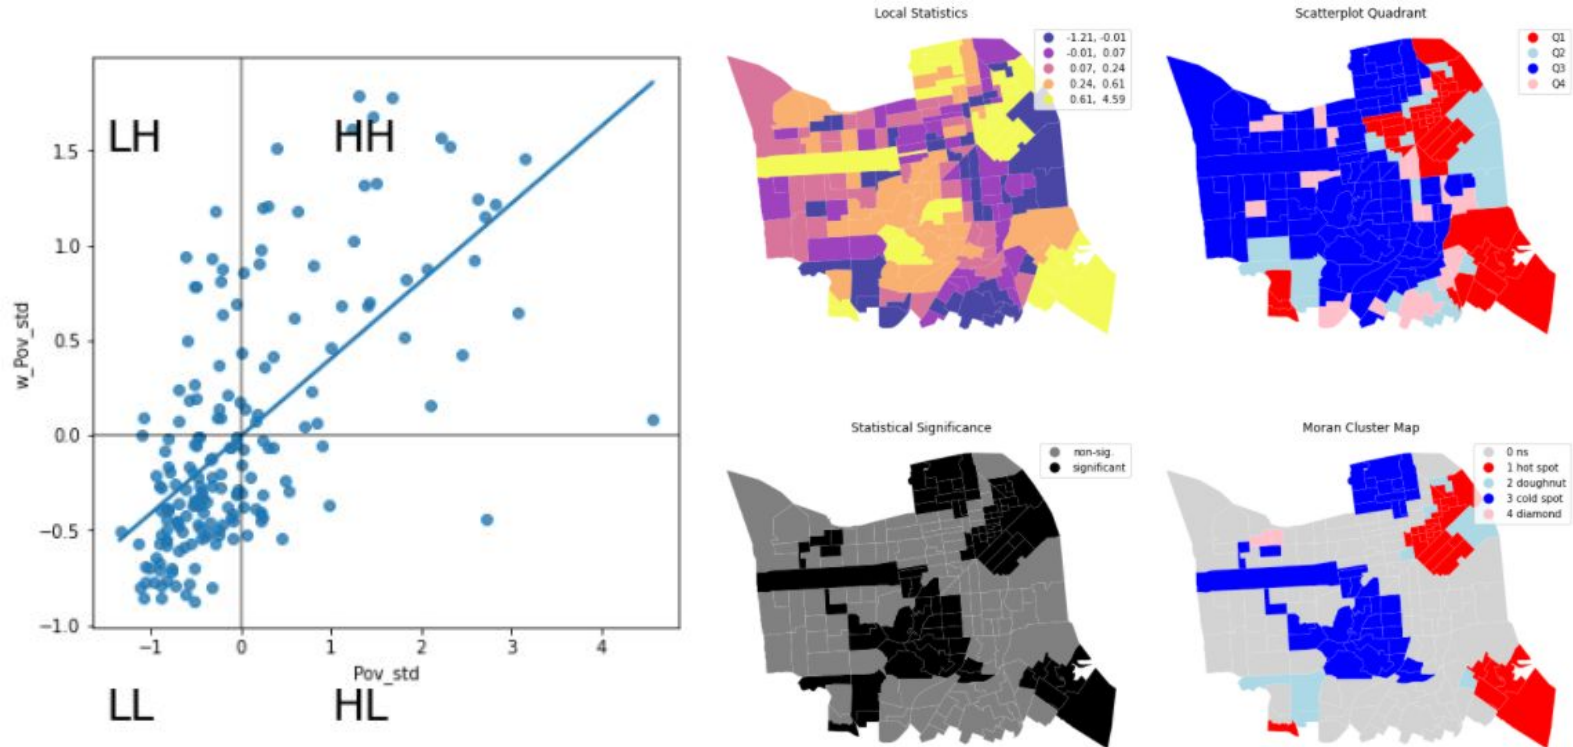 LH
HH
LL
HL
w_Pov_std
1.5
1.0
0.5
0.0
−0.5
−1.0
−1
0
1
2
3
4
Pov_std
Local Statistics
-1.21, -0.01
-0.01, 0.07
0.07, 0.24
0.24, 0.61
0.61, 4.59
Scatterplot Quadrant
Q1
Q2
Q3
Q4
Statistical Significance
non-sig.
significant
Moran Cluster Map
0 ns
1 hot spot
2 doughnut
3 cold spot
4 diamond